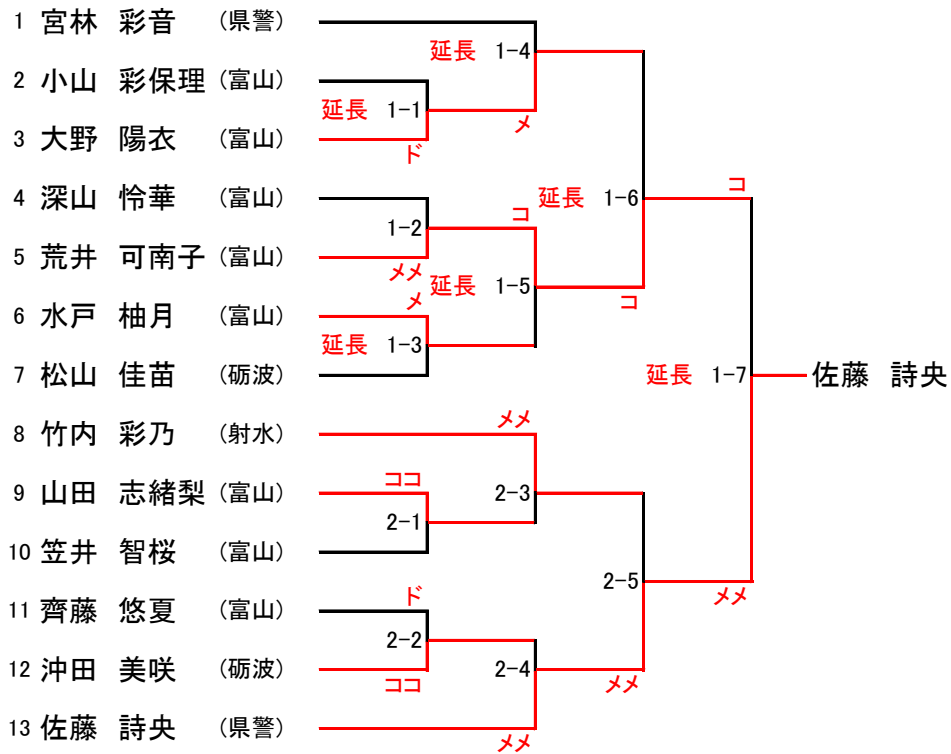 1 宮林 彩音 (県警)
延長 1-4
2 小山 彩保理 (富山)
延長 1-1
メ
3 大野 陽衣 (富山)
ド
コ
4 深山 怜華 (富山)
延長 1-6
コ
1-2
5 荒井 可南子 (富山)
メメ
延長 1-5
メ
コ
6 水戸 柚月 (富山)
延長 1-3
7 松山 佳苗 (砺波)
延長 1-7
佐藤 詩央
メメ
8 竹内 彩乃 (射水)
ココ
9 山田 志緒梨 (富山)
2-3
2-1
10 笠井 智桜 (富山)
2-5
ド
メメ
11 齊藤 悠夏 (富山)
2-2
12 沖田 美咲 (砺波)
2-4
ココ
メメ
13 佐藤 詩央 (県警)
メメ